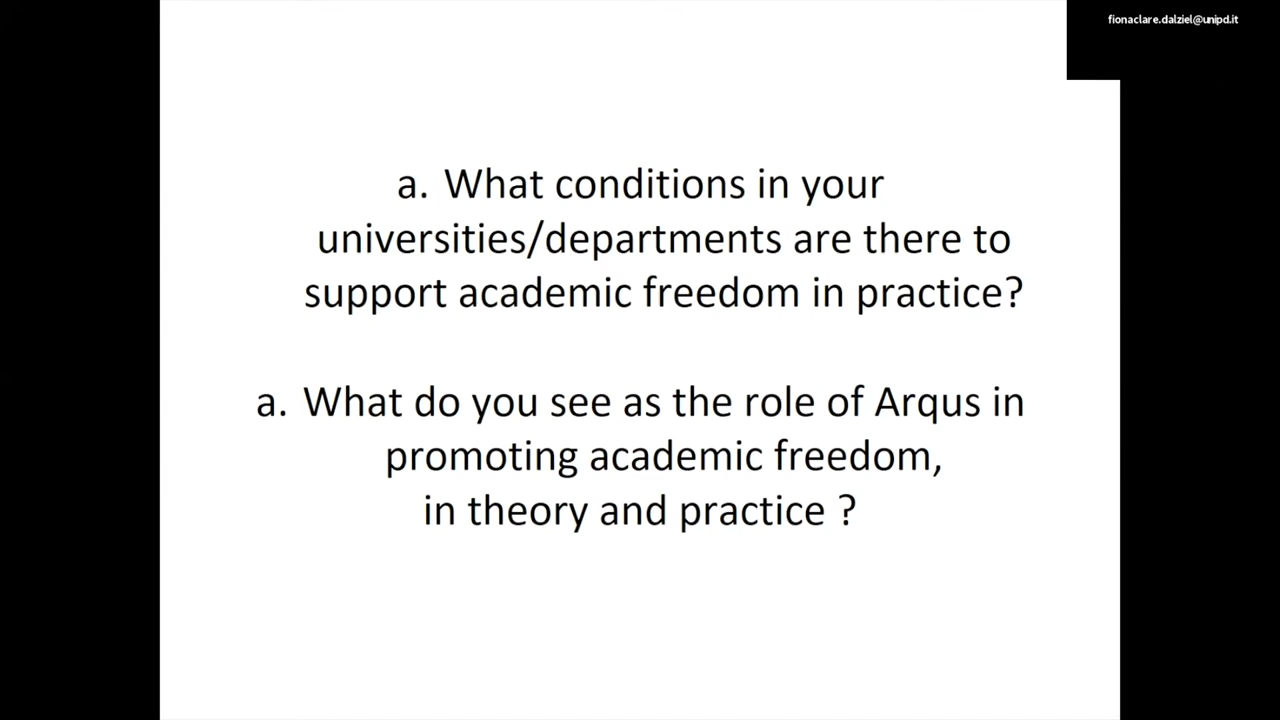 fionaclare.dalziel@unipd.it
a. What conditions in your
universities/departments are there to
support academic freedom in practice?
a. What do you see as the role of Arqus in
promoting academic freedom,
in theory and practice ?